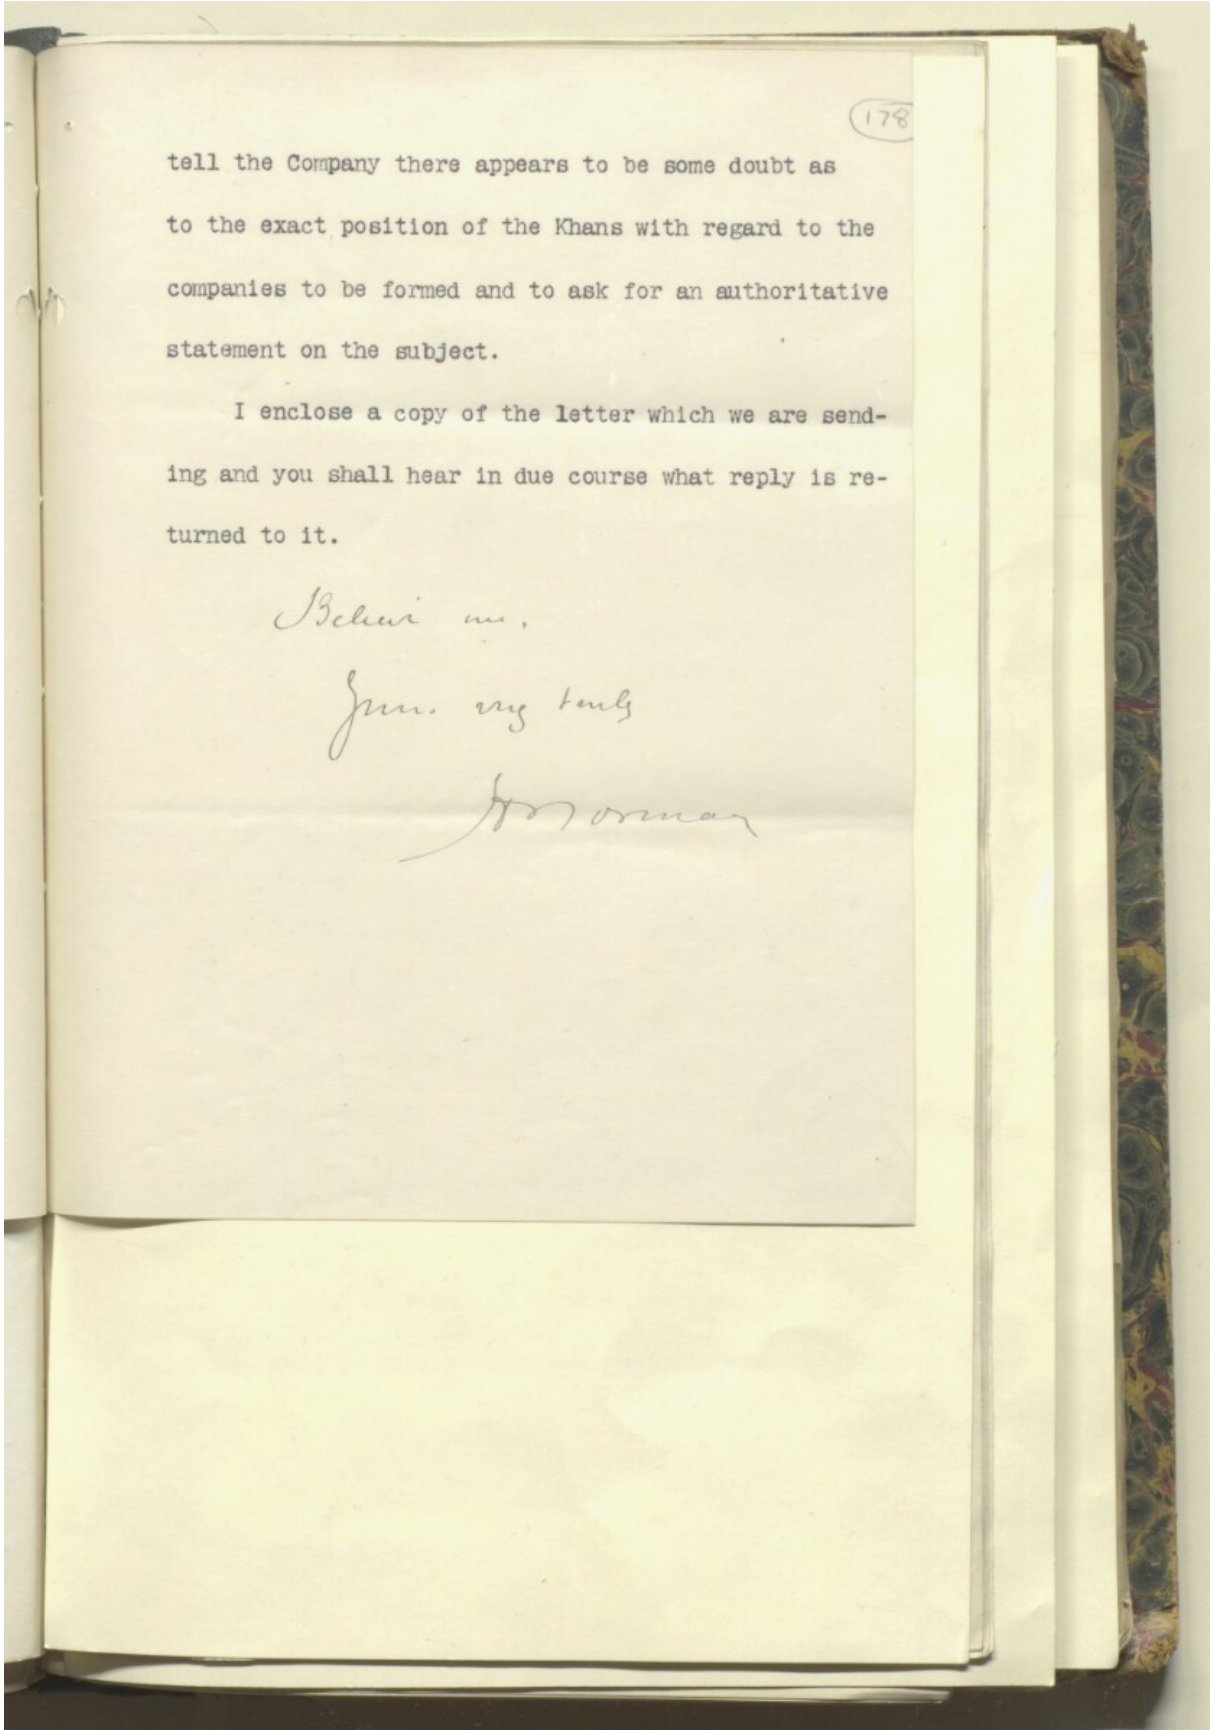 178
tell the Company there appears to be some doubt as
to the exact position of the Khans with regard to the
companies to be formed and to ask for an authoritative
statement on the subject.
I enclose a copy of the letter which we are send-
ing and you shall hear in due course what reply is re-
turned to it.
Believe me,
Yours very truly
HNorman